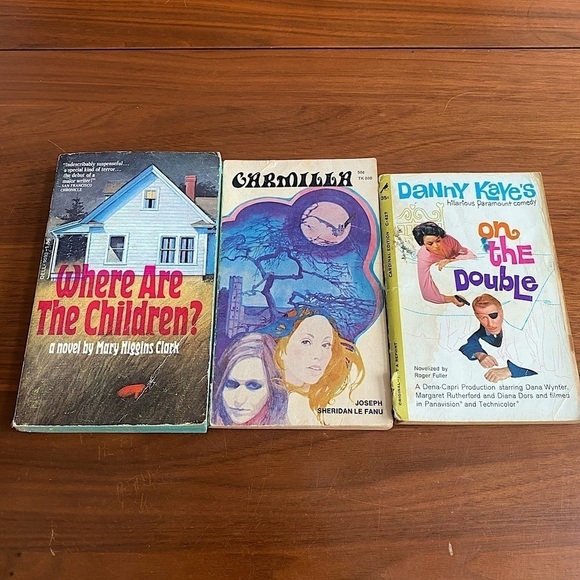 "Indescribably suspenseful...
a special kind of terror...
the debut of a
major writer!"
—SAN FRANCISCO
CHRONICLE
Where Are
The Children?
a novel by Mary Higgins Clark
CARMILLA
JOSEPH
SHERIDAN LE FANU
Danny Kaye's
hilarious Paramount comedy
on
the
Double
CARDINAL EDITION
Novelized by
Roger Fuller
A Dena-Capri Production starring Dana Wynter,
Margaret Rutherford and Diana Dors and filmed
in Panavision® and Technicolor®